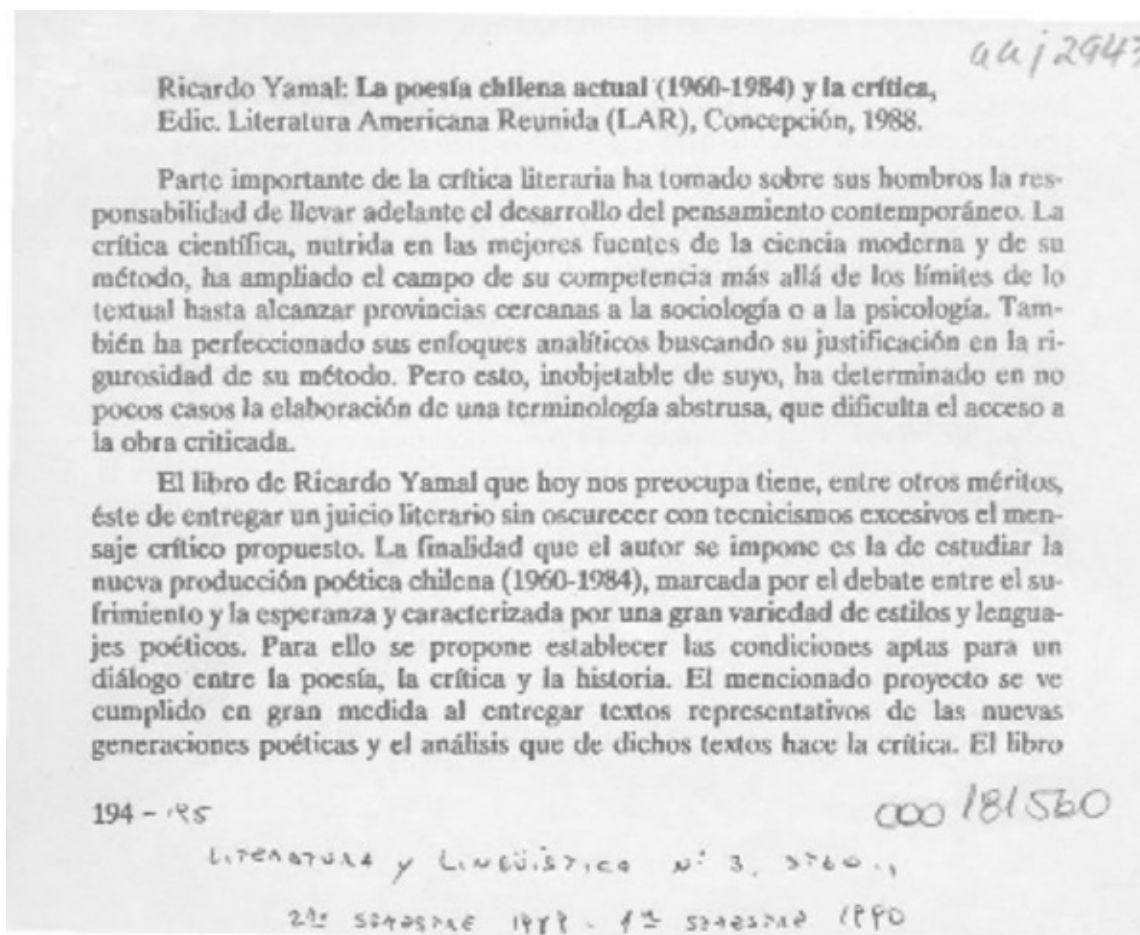 aaj2943
Ricardo Yamal: La poesía chilena actual (1960-1984) y la crítica,
Edic. Literatura Americana Reunida (LAR), Concepción, 1988.
Parte importante de la crítica literaria ha tomado sobre sus hombros la res-
ponsabilidad de llevar adelante el desarrollo del pensamiento contemporáneo. La
crítica científica, nutrida en las mejores fuentes de la ciencia moderna y de su
método, ha ampliado el campo de su competencia más allá de los límites de lo
textual hasta alcanzar provincias cercanas a la sociología o a la psicología. Tam-
bién ha perfeccionado sus enfoques analíticos buscando su justificación en la ri-
gurosidad de su método. Pero esto, inobjetable de suyo, ha determinado en no
pocos casos la elaboración de una terminología abstrusa, que dificulta el acceso a
la obra criticada.
El libro de Ricardo Yamal que hoy nos preocupa tiene, entre otros méritos,
éste de entregar un juicio literario sin oscurecer con tecnicismos excesivos el men-
saje crítico propuesto. La finalidad que el autor se impone es la de estudiar la
nueva producción poética chilena (1960-1984), marcada por el debate entre el su-
frimiento y la esperanza y caracterizada por una gran variedad de estilos y lengua-
jes poéticos. Para ello se propone establecer las condiciones aptas para un
diálogo entre la poesía, la crítica y la historia. El mencionado proyecto se ve
cumplido en gran medida al entregar textos representativos de las nuevas
generaciones poéticas y el análisis que de dichos textos hace la crítica. El libro
194 - 195
000181560
LITERATURA y LINGÜÍSTICA Nº 3, STGO.,
2do SEMESTRE 1989 - 1er SEMESTRE 1990